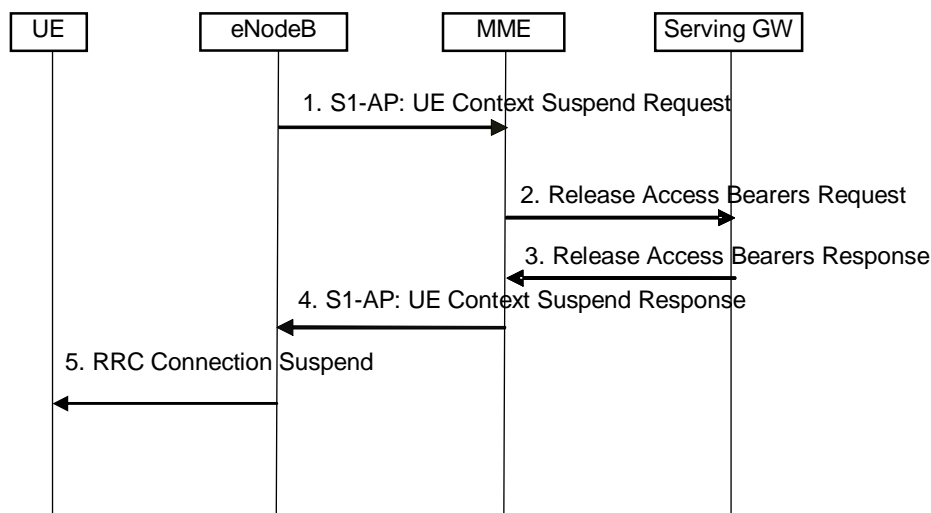 UE
eNodeB
MME
Serving GW
1. S1-AP: UE Context Suspend Request
2. Release Access Bearers Request
3. Release Access Bearers Response
4. S1-AP: UE Context Suspend Response
5. RRC Connection Suspend